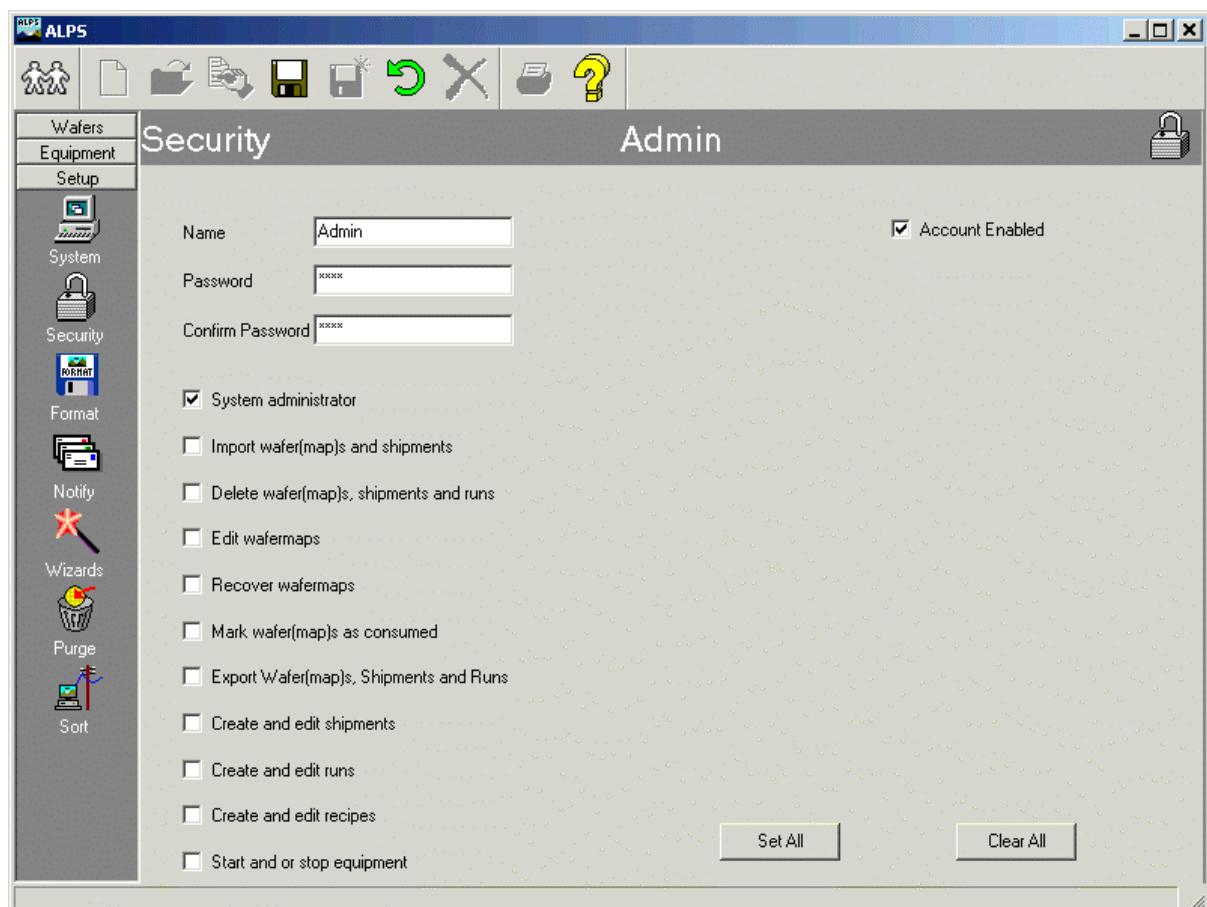 ALPS
ALPS
Wafers
Equipment
Setup
System
Security
FORMAT
Format
Notify
Wizards
Purge
Sort
Security Admin
Name Admin
Account Enabled
Password ****
Confirm Password ****
System administrator
Import wafer(map)s and shipments
Delete wafer(map)s, shipments and runs
Edit wafermaps
Recover wafermaps
Mark wafer(map)s as consumed
Export Wafer(map)s, Shipments and Runs
Create and edit shipments
Create and edit runs
Create and edit recipes
Start and or stop equipment
Set All
Clear All